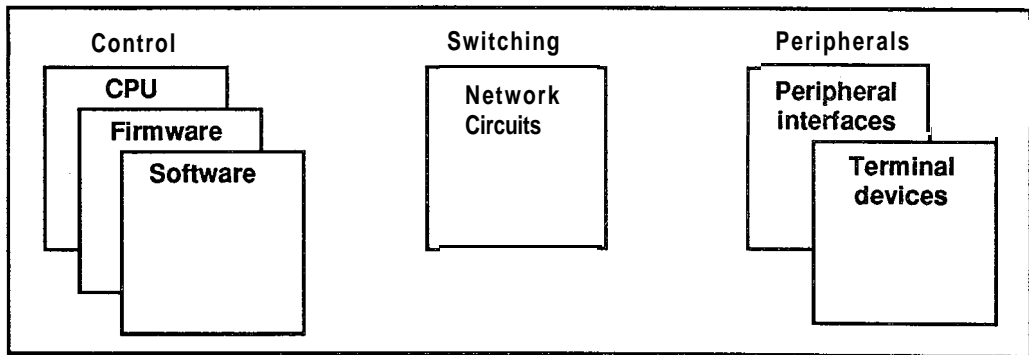 Control
CPU
Firmware
Software
Switching
Network
Circuits
Peripherals
Peripheral
interfaces
Terminal
devices